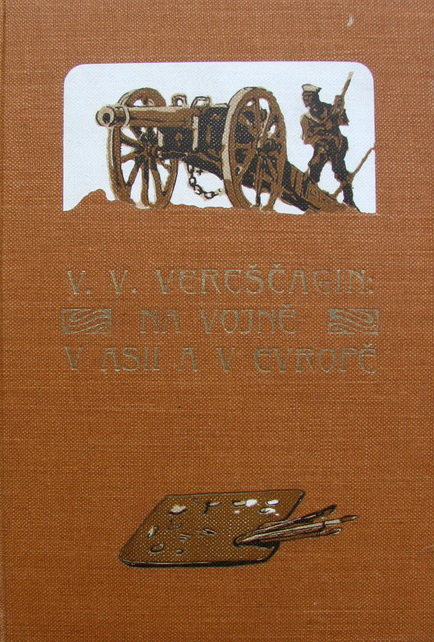 V. V. VEREŠČAGIN:
NA VOJNĚ
V ASII A V EVROPĚ